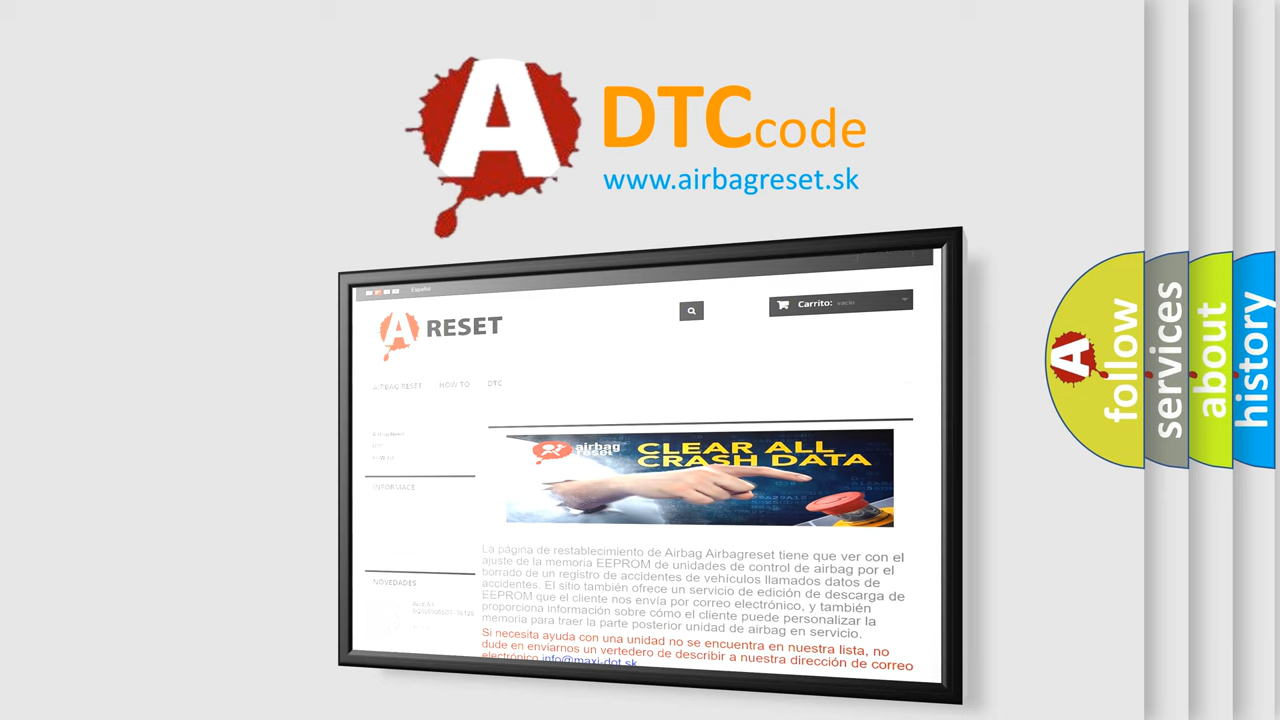 A DTC code
www.airbagreset.sk
Español
A RESET
Carrito: vacío
AIRBAG RESET HOW TO DTC
INFORMACE
airbag
reset
CLEAR ALL
CRASH DATA
La página de restablecimiento de Airbag Airbagreset tiene que ver con el
ajuste de la memoria EEPROM de unidades de control de airbag por el
borrado de un registro de accidentes de vehículos llamados datos de
accidentes. El sitio también ofrece un servicio de edición de descarga de
EEPROM que el cliente nos envía por correo electrónico, y también
proporciona información sobre cómo el cliente puede personalizar la
memoria para traer la parte posterior unidad de airbag en servicio.
Si necesita ayuda con una unidad no se encuentra en nuestra lista, no
dude en enviarnos un vertedero de describir a nuestra dirección de correo
electrónico info@maxi-dot.sk
NOVEDADES
A follow
services
about
history